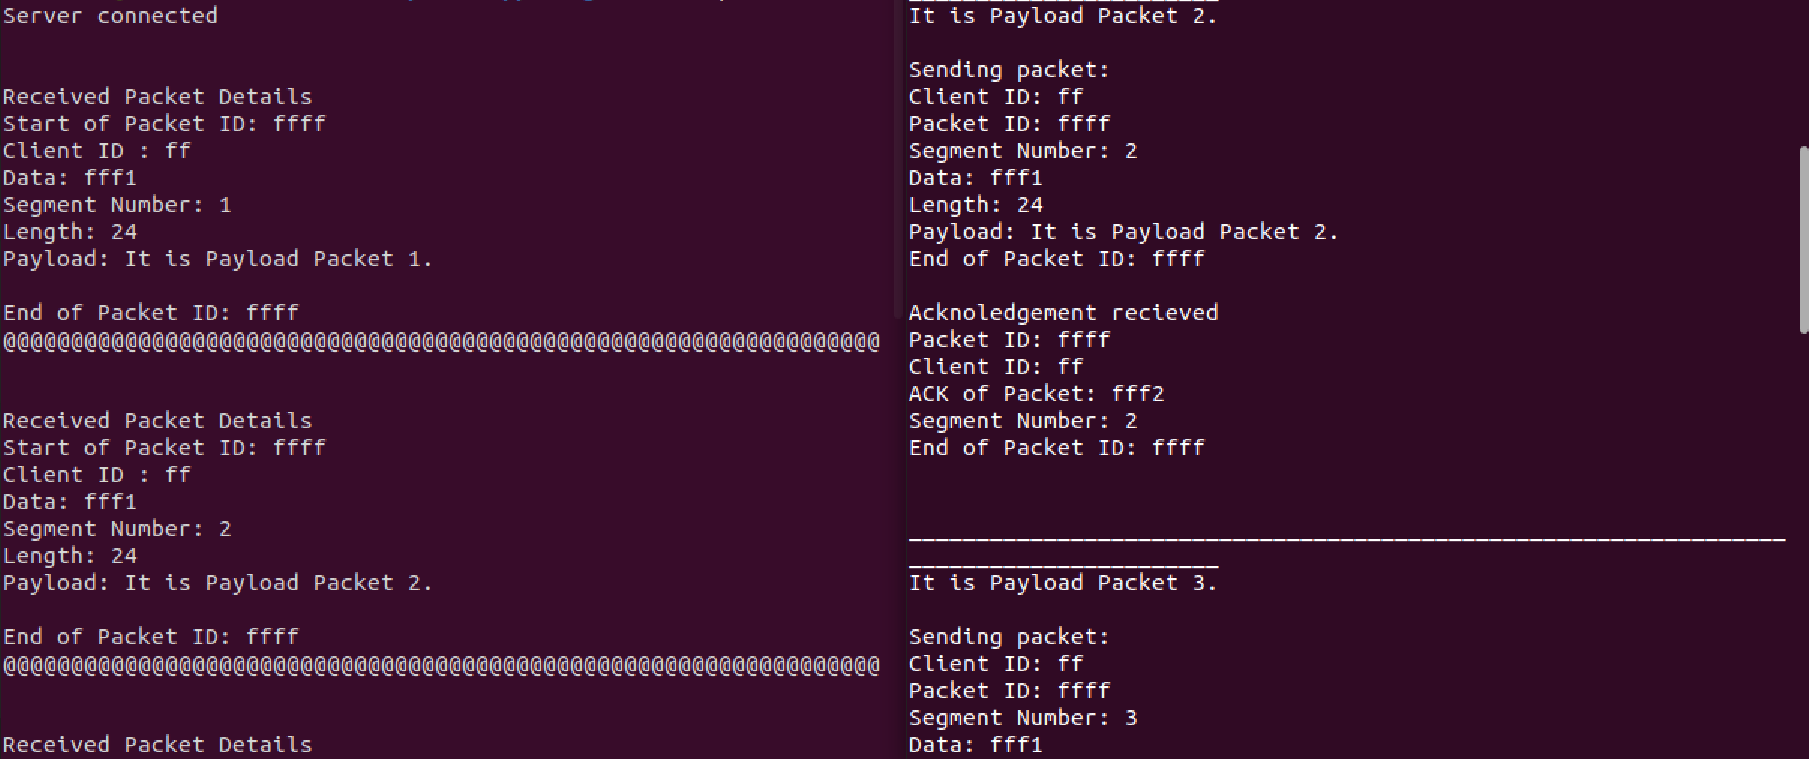 Server connected
Received Packet Details
Start of Packet ID: ffff
Client ID : ff
Data: fff1
Segment Number: 1
Length: 24
Payload: It is Payload Packet 1.
End of Packet ID: ffff
@@@@@@@@@@@@@@@@@@@@@@@@@@@@@@@@@@@@@@@@@@@@@@@@@@@@@@@@@@@@@@@@@
Received Packet Details
Start of Packet ID: ffff
Client ID : ff
Data: fff1
Segment Number: 2
Length: 24
Payload: It is Payload Packet 2.
End of Packet ID: ffff
@@@@@@@@@@@@@@@@@@@@@@@@@@@@@@@@@@@@@@@@@@@@@@@@@@@@@@@@@@@@@@@@@
Received Packet Details
It is Payload Packet 2.
Sending packet:
Client ID: ff
Packet ID: ffff
Segment Number: 2
Data: fff1
Length: 24
Payload: It is Payload Packet 2.
End of Packet ID: ffff
Acknoledgement recieved
Packet ID: ffff
Client ID: ff
ACK of Packet: fff2
Segment Number: 2
End of Packet ID: ffff
_________________________________________________________________
_______________________
It is Payload Packet 3.
Sending packet:
Client ID: ff
Packet ID: ffff
Segment Number: 3
Data: fff1